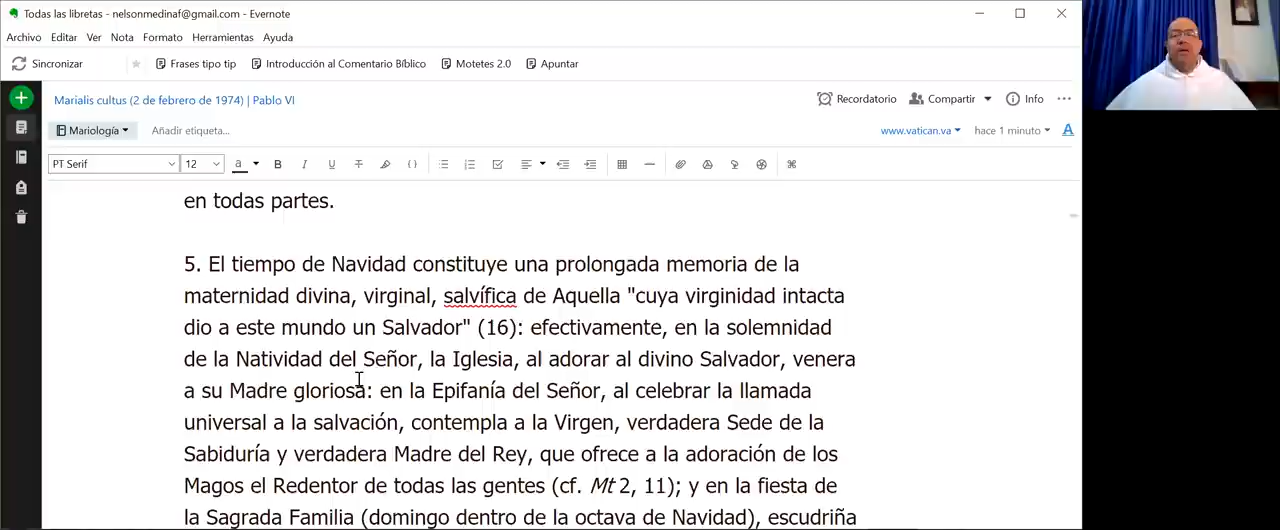 Todas las libretas - nelsonmedinaf@gmail.com - Evernote
Archivo Editar Ver Nota Formato Herramientas Ayuda
Sincronizar Frases tipo tip Introducción al Comentario Bíblico Motetes 2.0 Apuntar
Marialis cultus (2 de febrero de 1974) | Pablo VI Recordatorio Compartir Info
Mariología Añadir etiqueta... www.vatican.va hace 1 minuto A
PT Serif 12 a B I U T
en todas partes.
5. El tiempo de Navidad constituye una prolongada memoria de la
maternidad divina, virginal, salvífica de Aquella "cuya virginidad intacta
dio a este mundo un Salvador" (16): efectivamente, en la solemnidad
de la Natividad del Señor, la Iglesia, al adorar al divino Salvador, venera
a su Madre gloriosa: en la Epifanía del Señor, al celebrar la llamada
universal a la salvación, contempla a la Virgen, verdadera Sede de la
Sabiduría y verdadera Madre del Rey, que ofrece a la adoración de los
Magos el Redentor de todas las gentes (cf. Mt 2, 11); y en la fiesta de
la Sagrada Familia (domingo dentro de la octava de Navidad), escudriña